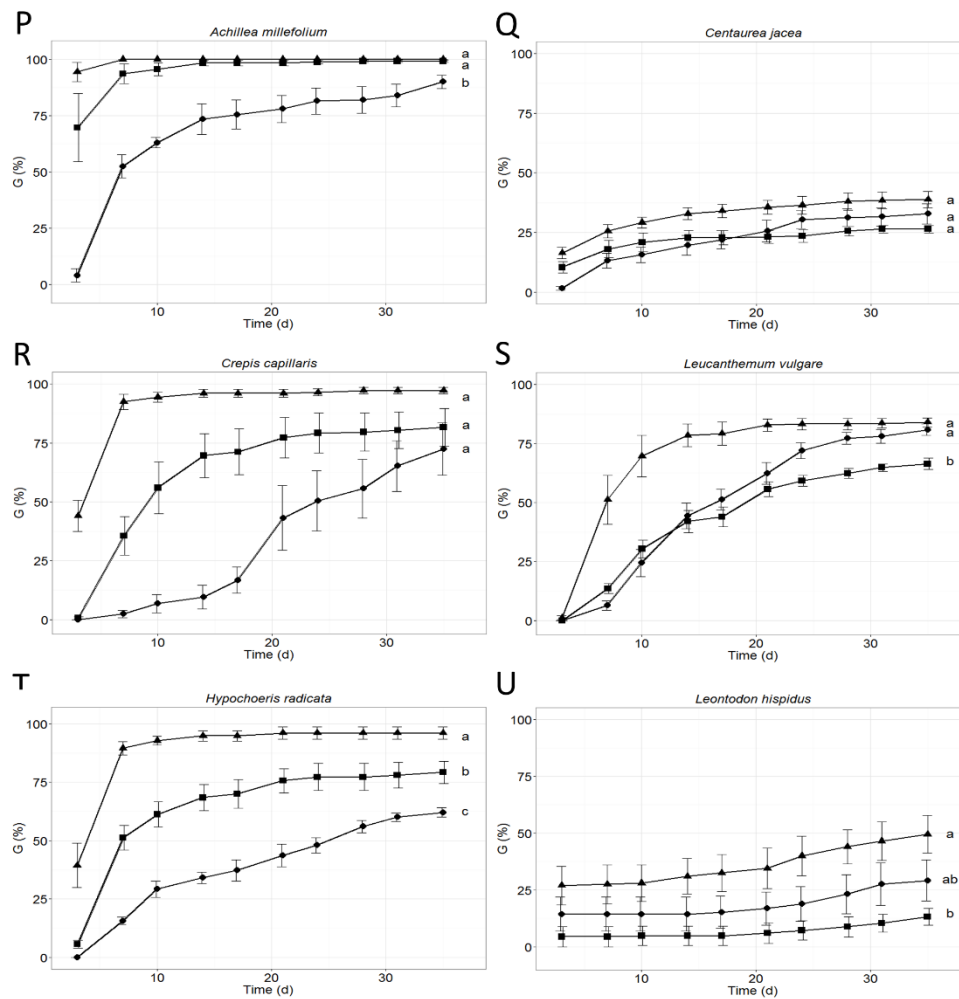 P
Achillea millefolium
100
75
50
25
0
G (%)
a
a
b
10
20
30
Time (d)
Q
Centaurea jacea
100
75
50
25
0
G (%)
a
a
a
10
20
30
Time (d)
R
Crepis capillaris
100
75
50
25
0
G (%)
a
a
a
10
20
30
Time (d)
S
Leucanthemum vulgare
100
75
50
25
0
G (%)
a
a
b
10
20
30
Time (d)
T
Hypochoeris radicata
100
75
50
25
0
G (%)
a
b
c
10
20
30
Time (d)
U
Leontodon hispidus
100
75
50
25
0
G (%)
a
ab
b
10
20
30
Time (d)